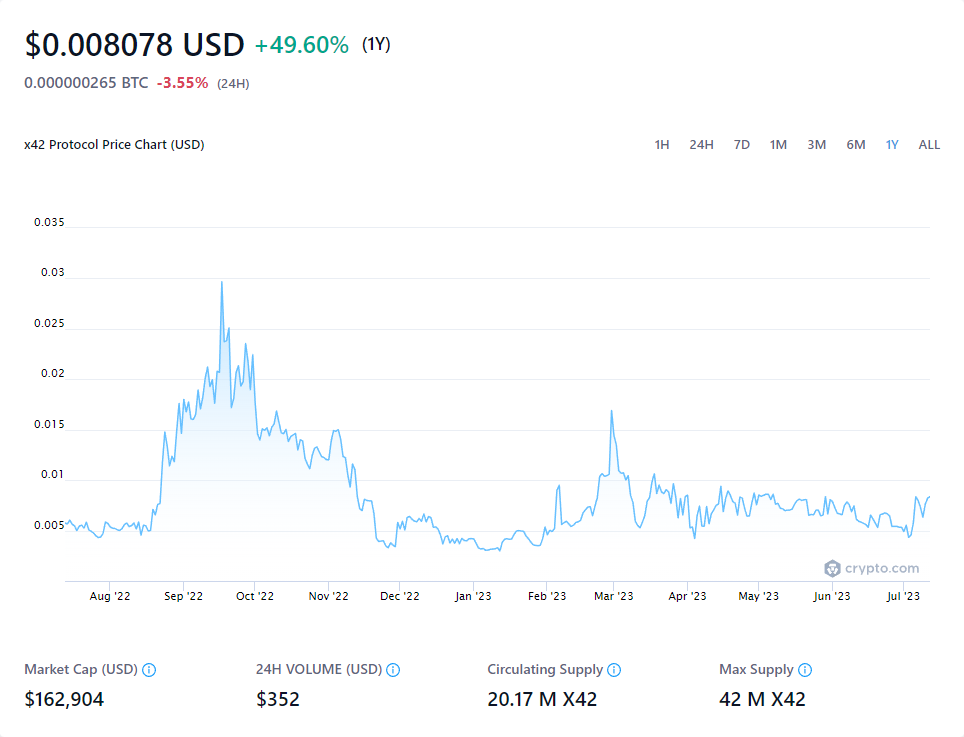 $0.008078 USD +49.60% (1Y)
0.000000265 BTC -3.55% (24H)
x42 Protocol Price Chart (USD) 1H 24H 7D 1M 3M 6M 1Y ALL
0.035
0.03
0.025
0.02
0.015
0.01
0.005
crypto.com
Aug '22 Sep '22 Oct '22 Nov '22 Dec '22 Jan '23 Feb '23 Mar '23 Apr '23 May '23 Jun '23 Jul '23
Market Cap (USD) 24H VOLUME (USD) Circulating Supply Max Supply
$162,904 $352 20.17 M X42 42 M X42